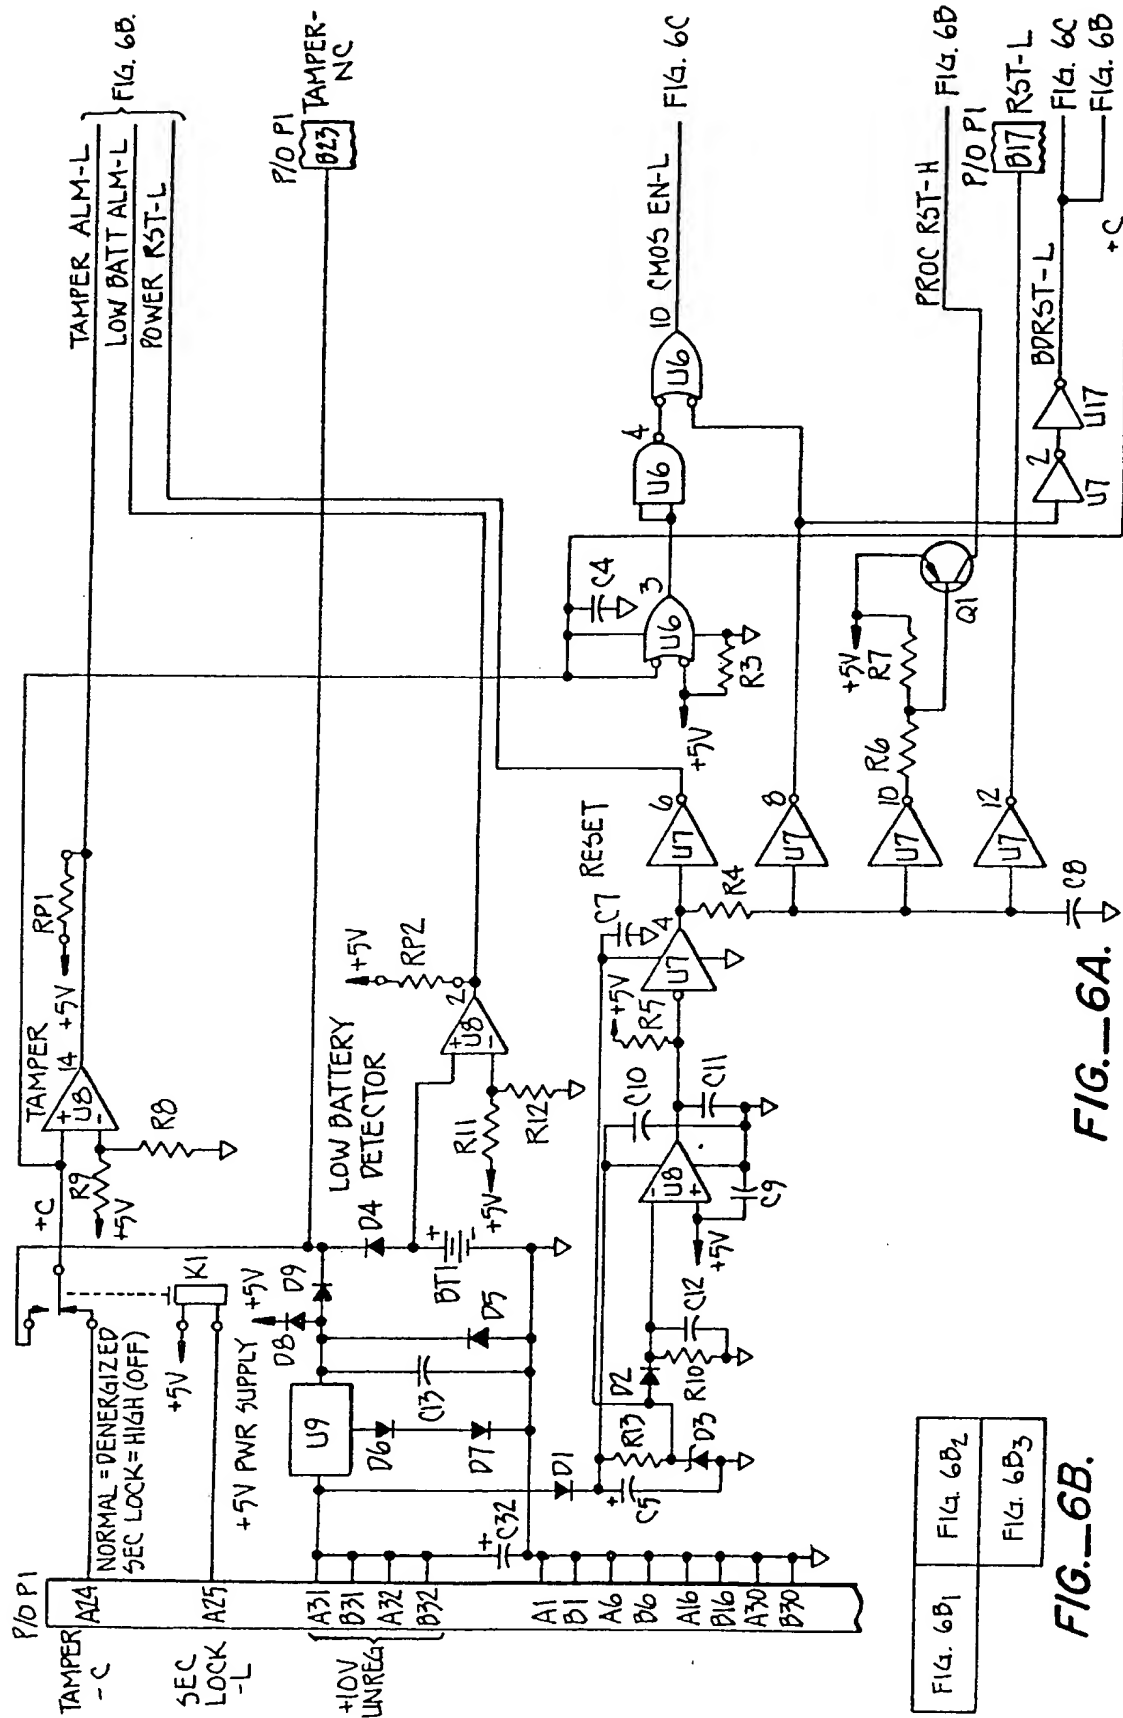 P/O P1
TAMPER
-C
A24
NORMAL = DENERGIZED
SEC LOCK = HIGH (OFF)
SEC
LOCK
-L
A25
+5V
K1
+C
TAMPER
+
-
U8
14
R9
+5V
R8
+5V
RP1
TAMPER ALM-L
LOW BATT ALM-L
POWER RST-L
FIG. 6B.
P/O P1
B23
TAMPER-
NC
+5V PWR SUPPLY
+10V
UNREG
A31
B31
A32
B32
U9
D8
+5V
D9
D4
LOW BATTERY
DETECTOR
BT1
+
-
D5
C13
D6
D7
+
C32
R11
+5V
R12
+
-
U8
2
RP2
+5V
A1
B1
A6
B6
A16
B16
A30
B30
D1
+
C5
R13
D3
D2
R10
C12
-
+
U8
+5V
C9
C10
C11
R5
+5V
U7
4
C7
RESET
R4
C8
U7
6
U7
8
U7
10
U7
12
+5V
R3
U6
3
C4
U6
4
U6
10
CMOS EN-L
FIG. 6C
R6
R7
+5V
Q1
PROC RST-H
FIG. 6B
P/O P1
B17
RST-L
U7
2
U17
BDRST-L
FIG. 6C
FIG. 6B
+C
FIG._6A.
FIG. 6B1
FIG. 6B2
FIG. 6B3
FIG._6B.